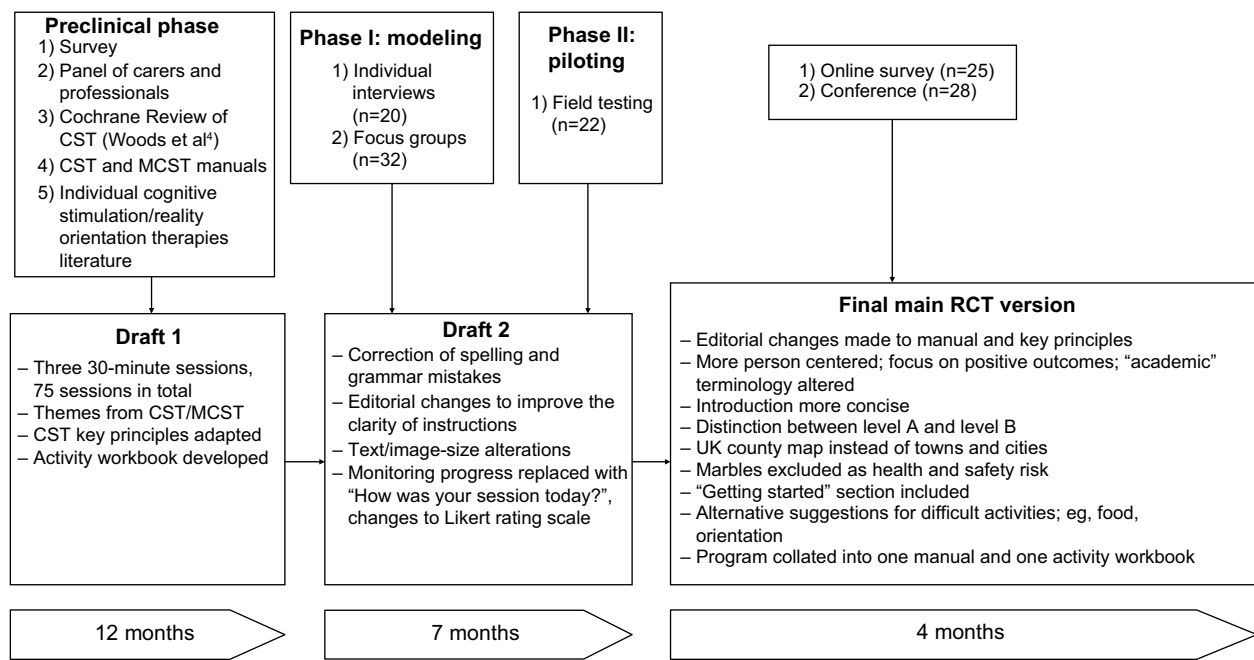 Preclinical phase
1) Survey
2) Panel of carers and
professionals
3) Cochrane Review of
CST (Woods et al⁴)
4) CST and MCST manuals
5) Individual cognitive
stimulation/reality
orientation therapies
literature
Phase I: modeling
1) Individual
interviews
(n=20)
2) Focus groups
(n=32)
Phase II:
piloting
1) Field testing
(n=22)
1) Online survey (n=25)
2) Conference (n=28)
Draft 1
– Three 30-minute sessions,
75 sessions in total
– Themes from CST/MCST
– CST key principles adapted
– Activity workbook developed
Draft 2
– Correction of spelling and
grammar mistakes
– Editorial changes to improve the
clarity of instructions
– Text/image-size alterations
– Monitoring progress replaced with
“How was your session today?”,
changes to Likert rating scale
Final main RCT version
– Editorial changes made to manual and key principles
– More person centered; focus on positive outcomes; “academic”
terminology altered
– Introduction more concise
– Distinction between level A and level B
– UK county map instead of towns and cities
– Marbles excluded as health and safety risk
– “Getting started” section included
– Alternative suggestions for difficult activities; eg, food,
orientation
– Program collated into one manual and one activity workbook
12 months
7 months
4 months